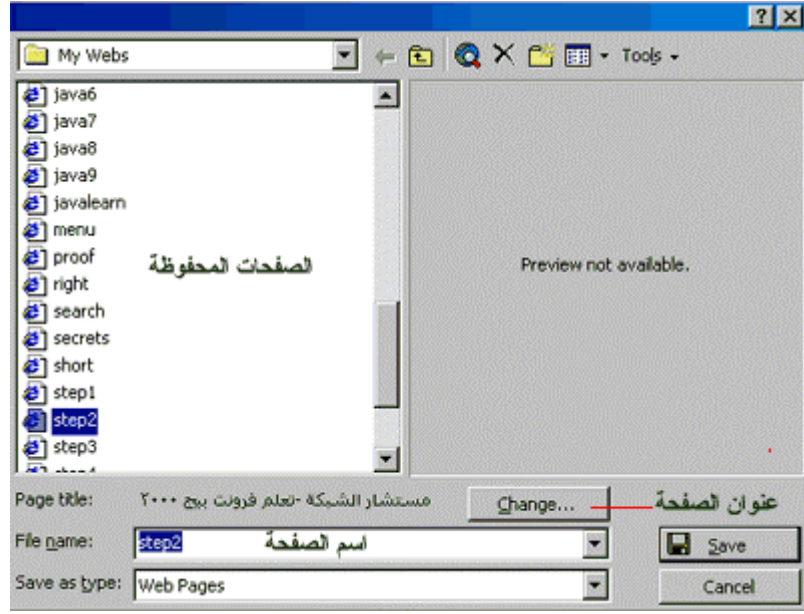 My Webs
Tools
java6
java7
java8
java9
javalearn
menu
proof
right
search
secrets
short
step1
step2
step3
الصفحات المحفوظة
Preview not available.
Page title: مستشار الشبكة -تعلم فرونت بيج ٢٠٠٠ Change... عنوان الصفحة
File name: step2 اسم الصفحة Save
Save as type: Web Pages Cancel